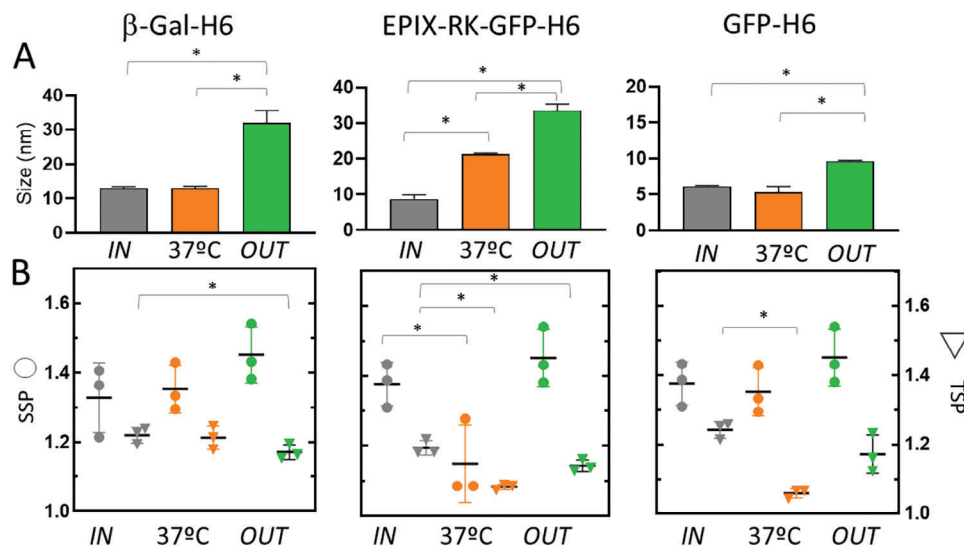 β-Gal-H6 EPIX-RK-GFP-H6 GFP-H6
A
* * *
* * *
*
Size (nm)
40 40 20
30 30 15
20 20 10
10 10 5
0 0 0
IN 37ºC OUT IN 37ºC OUT IN 37ºC OUT
B
* * *
*
*
SSP
1.6 1.6
1.4 1.4
1.2 1.2
1.0 1.0
TSP
IN 37ºC OUT IN 37ºC OUT IN 37ºC OUT